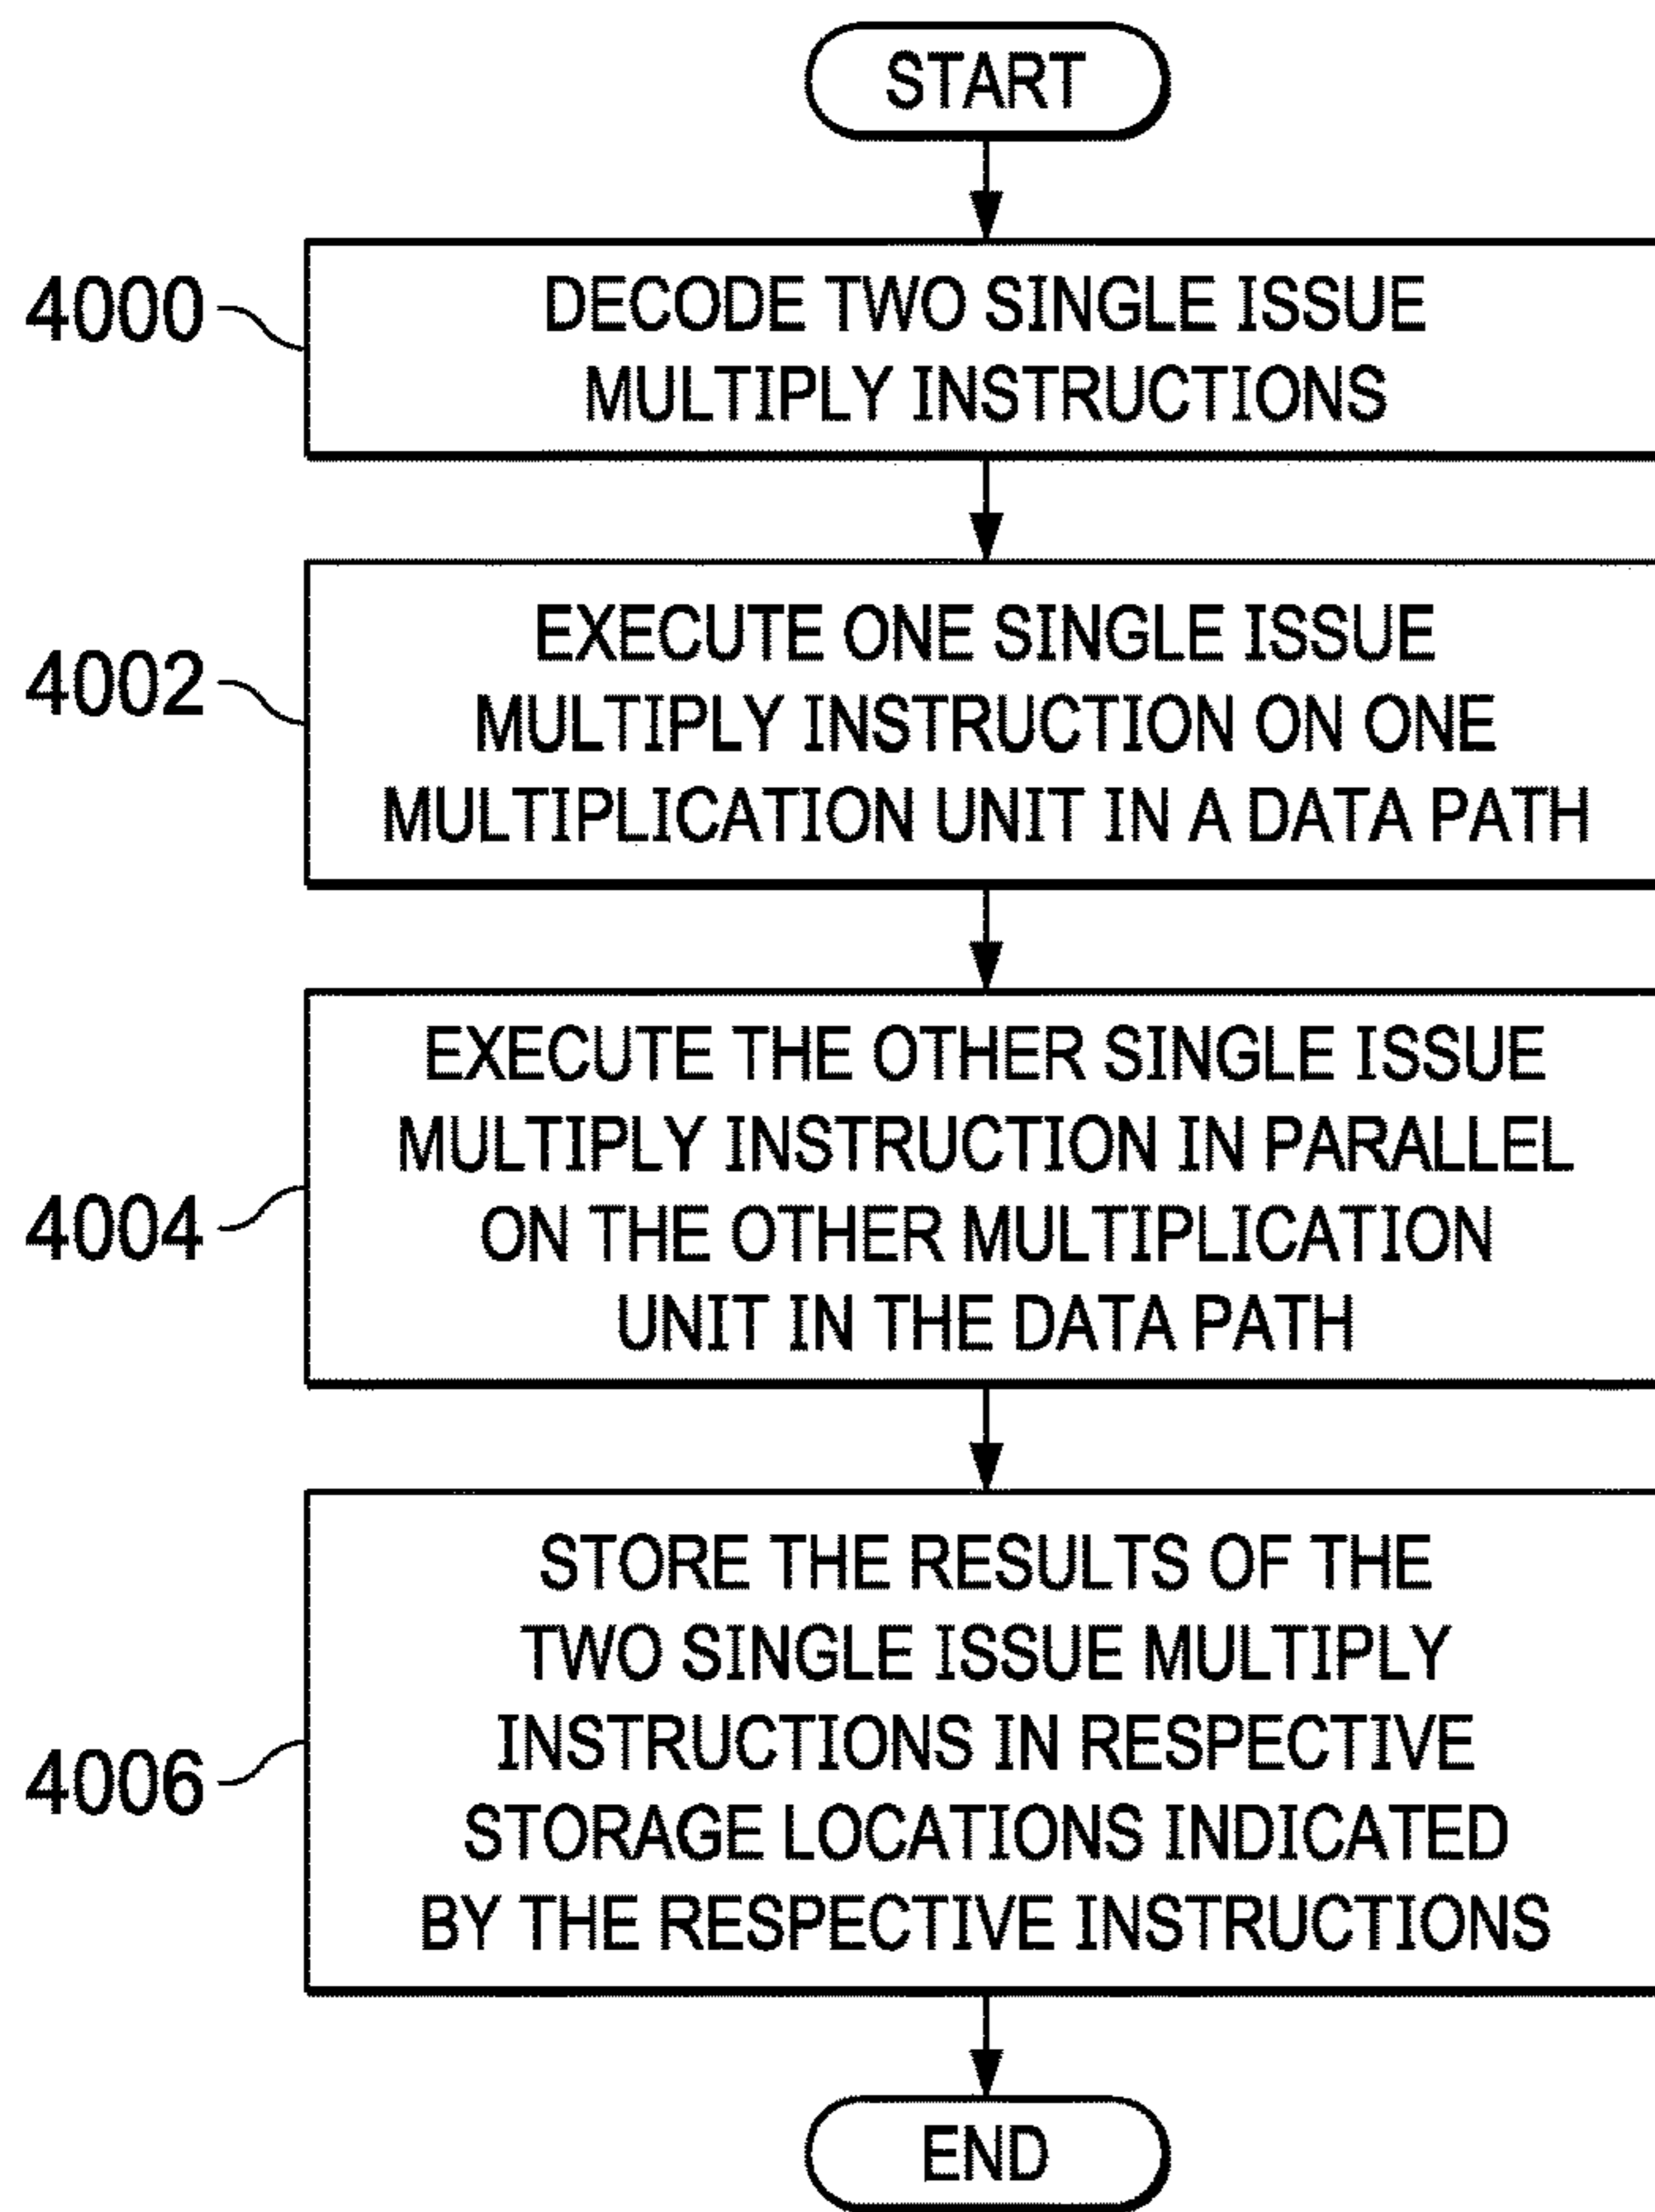 START
4000
DECODE TWO SINGLE ISSUE
MULTIPLY INSTRUCTIONS
4002
EXECUTE ONE SINGLE ISSUE
MULTIPLY INSTRUCTION ON ONE
MULTIPLICATION UNIT IN A DATA PATH
4004
EXECUTE THE OTHER SINGLE ISSUE
MULTIPLY INSTRUCTION IN PARALLEL
ON THE OTHER MULTIPLICATION
UNIT IN THE DATA PATH
4006
STORE THE RESULTS OF THE
TWO SINGLE ISSUE MULTIPLY
INSTRUCTIONS IN RESPECTIVE
STORAGE LOCATIONS INDICATED
BY THE RESPECTIVE INSTRUCTIONS
END